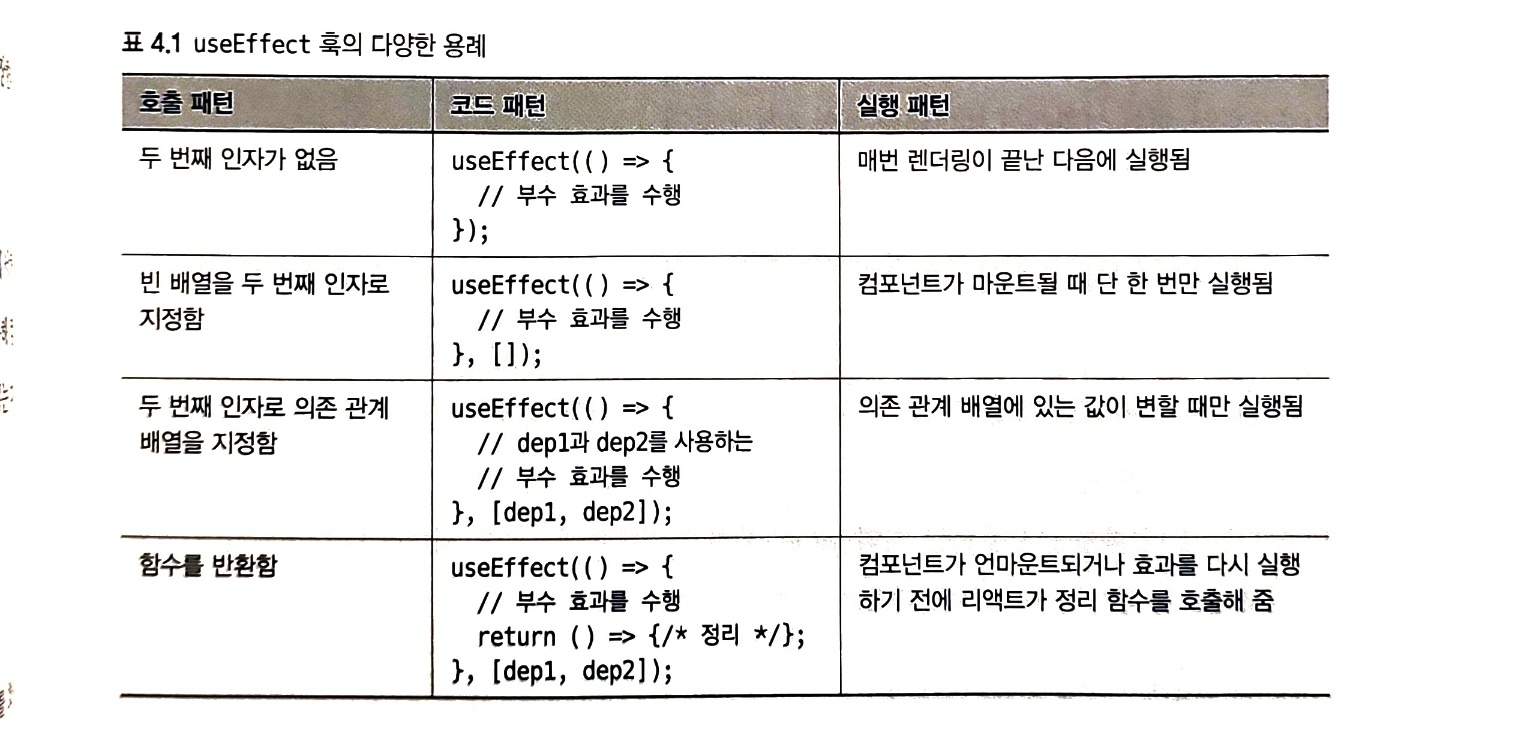 표 4.1 useEffect 훅의 다양한 용례
호출 패턴
코드 패턴
실행 패턴
두 번째 인자가 없음
useEffect(() => {
// 부수 효과를 수행
});
매번 렌더링이 끝난 다음에 실행됨
빈 배열을 두 번째 인자로
지정함
useEffect(() => {
// 부수 효과를 수행
}, []);
컴포넌트가 마운트될 때 단 한 번만 실행됨
두 번째 인자로 의존 관계
배열을 지정함
useEffect(() => {
// dep1과 dep2를 사용하는
// 부수 효과를 수행
}, [dep1, dep2]);
의존 관계 배열에 있는 값이 변할 때만 실행됨
함수를 반환함
useEffect(() => {
// 부수 효과를 수행
return () => {/* 정리 */};
}, [dep1, dep2]);
컴포넌트가 언마운트되거나 효과를 다시 실행
하기 전에 리액트가 정리 함수를 호출해 줌